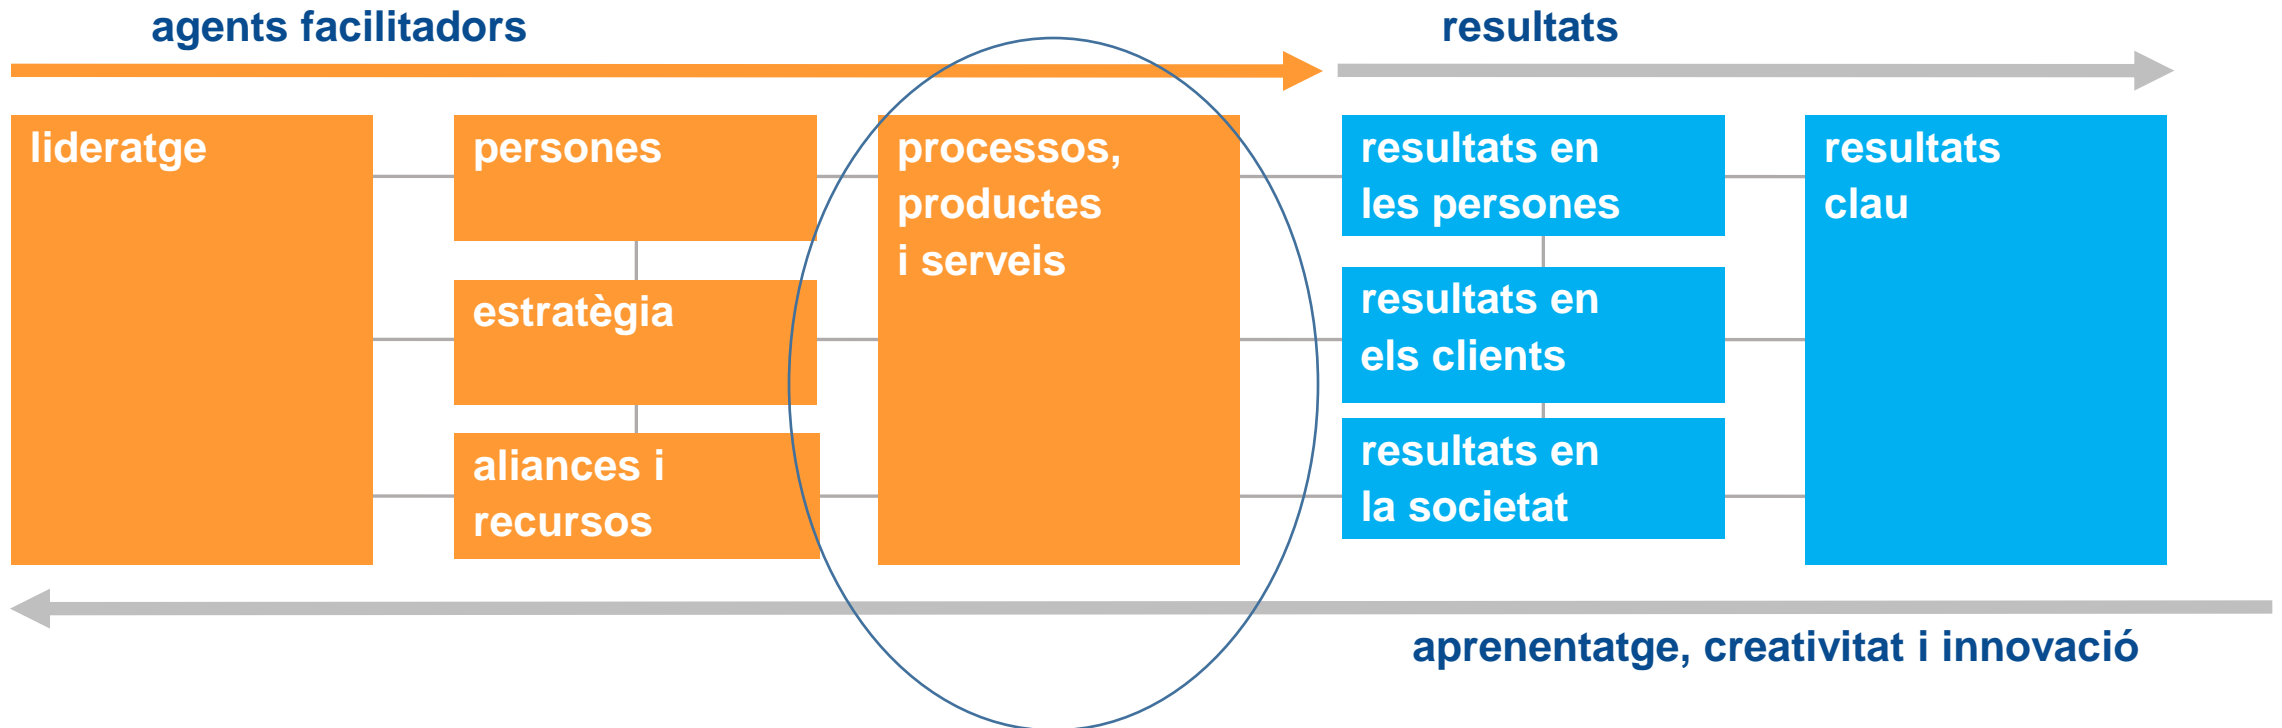 agents facilitadors
resultats
lideratge
persones
estratègia
aliances i
recursos
processos,
productes
i serveis
resultats en
les persones
resultats en
els clients
resultats en
la societat
resultats
clau
aprenentatge, creativitat i innovació